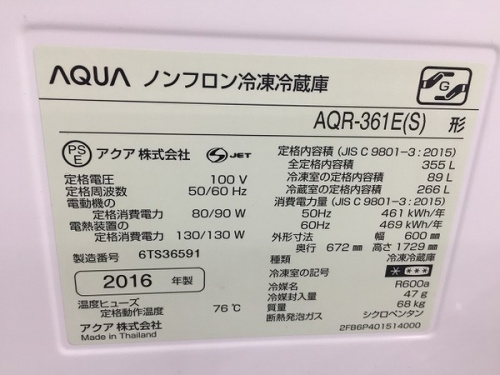 AQUA ノンフロン冷凍冷蔵庫
G
AQR-361E(S) 形
PS E アクア 株式会社 S JET
定格電圧 100 V
定格周波数 50/60 Hz
電動機の
定格消費電力 80/90 W
電熱装置の
定格消費電力 130/130 W
製造番号 6TS36591
2016 年製
温度ヒューズ
定格動作温度 76℃
アクア 株式会社
Made in Thailand
定格内容積 (JIS C 9801-3 : 2015)
全定格内容積 355 L
冷凍室の定格内容積 89 L
冷蔵室の定格内容積 266 L
消費電力量 (JIS C 9801-3 : 2015)
50Hz 461 kWh/年
60Hz 469 kWh/年
外形寸法 幅 600 mm
奥行 672 mm 高さ 1729 mm
種類 冷凍冷蔵庫
冷凍室の記号 * ***
冷媒名 R600a
冷媒封入量 47 g
質量 68 kg
断熱発泡ガス シクロペンタン
2FB6P401514000